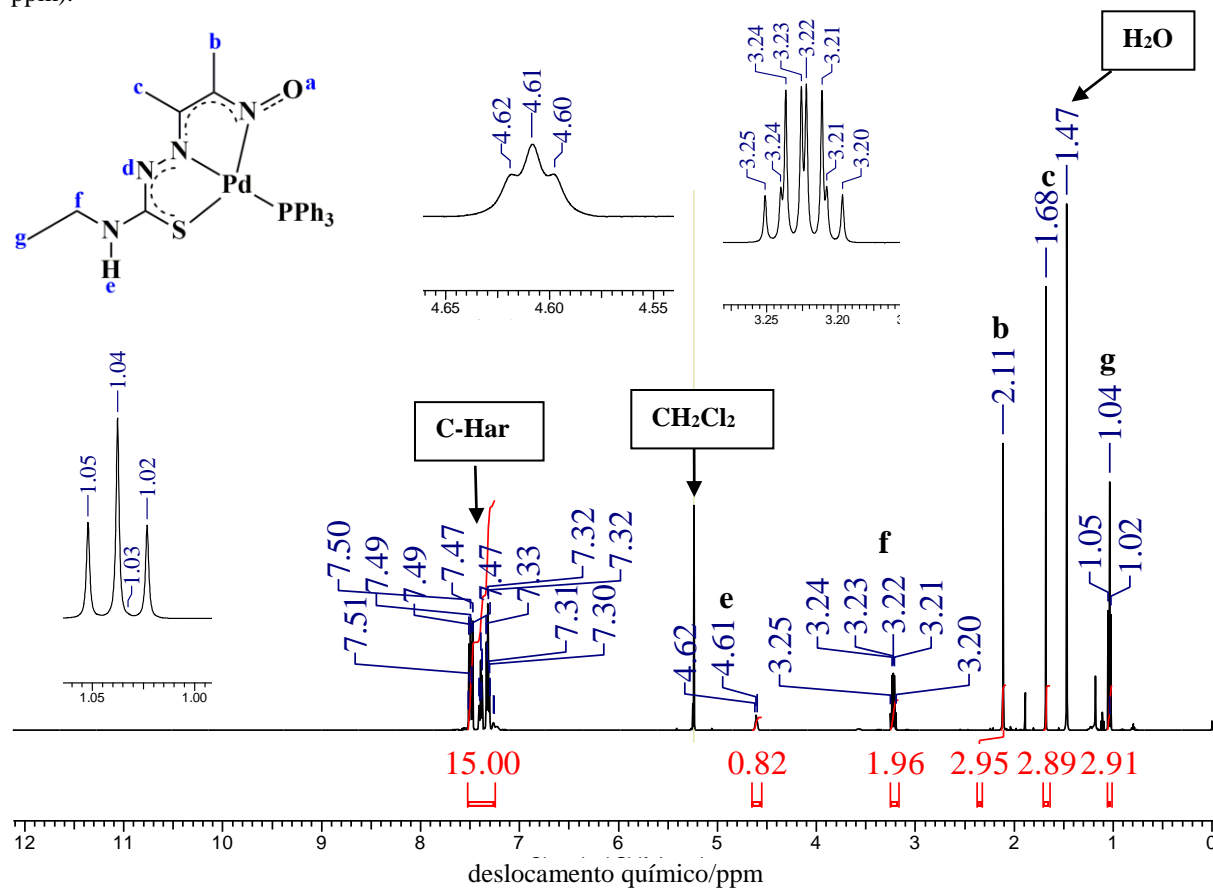 ppm).
b
c
O a
N
N
d N
Pd
f
N
S
PPh3
g
H
e
4.62
4.61
4.60
4.65
4.60
4.55
3.24
3.23
3.22
3.21
3.25
3.24
3.21
3.20
3.25
3.20
H2O
1.05
1.04
1.03
1.02
1.05
1.00
C-Har
CH2Cl2
7.51
7.50
7.49
7.49
7.47
7.47
7.33
7.32
7.32
7.31
7.30
e
4.62
4.61
f
3.25
3.24
3.23
3.22
3.21
3.20
b
2.11
c
1.68
1.47
g
1.05
1.04
1.02
15.00 0.82 1.96 2.95 2.89 2.91
12 11 10 9 8 7 6 5 4 3 2 1 0
deslocamento químico/ppm